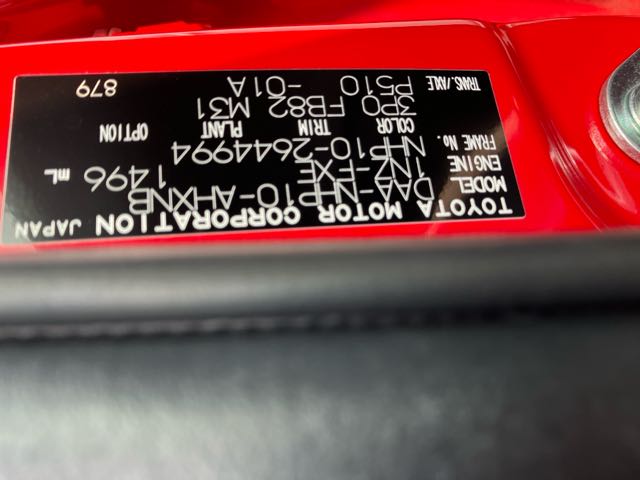 TOYOTA MOTOR CORPORATION JAPAN
MODEL DAA-NHP10-AHXNB
ENGINE 1NZ-FXE 1496 mL
FRAME No. NHP10-2644994
COLOR TRIM PLANT OPTION
3P0 FB82 M31
TRANS./AXLE P510 -01A
879